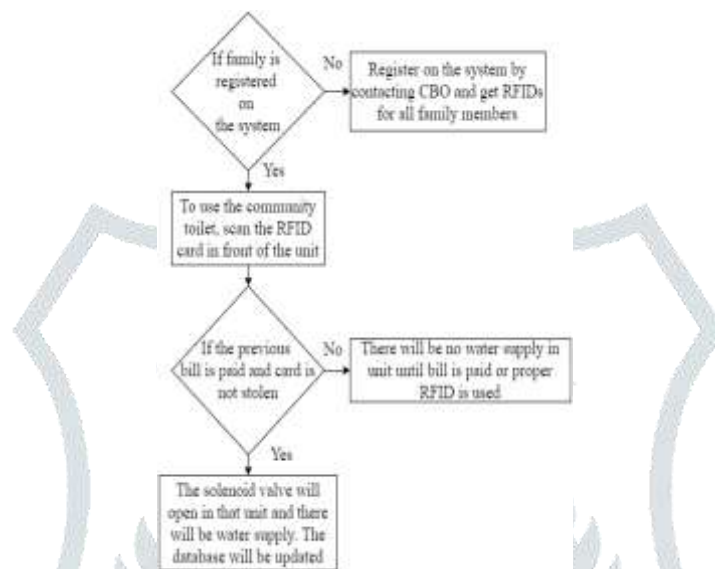 If family is
registered
on
the system
No
Register on the system by
contacting CBO and get RFIDs
for all family members
Yes
To use the community
toilet, scan the RFID
card in front of the unit
If the previous
bill is paid and card is
not stolen
No
There will be no water supply in
unit until bill is paid or proper
RFID is used
Yes
The solenoid valve will
open in that unit and there
will be water supply. The
database will be updated